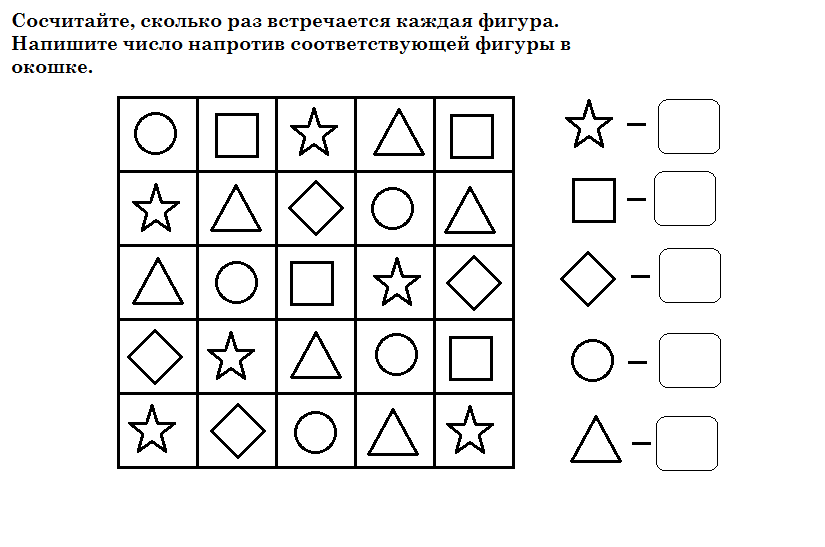 Сосчитайте, сколько раз встречается каждая фигура.
Напишите число напротив соответствующей фигуры в
окошке.